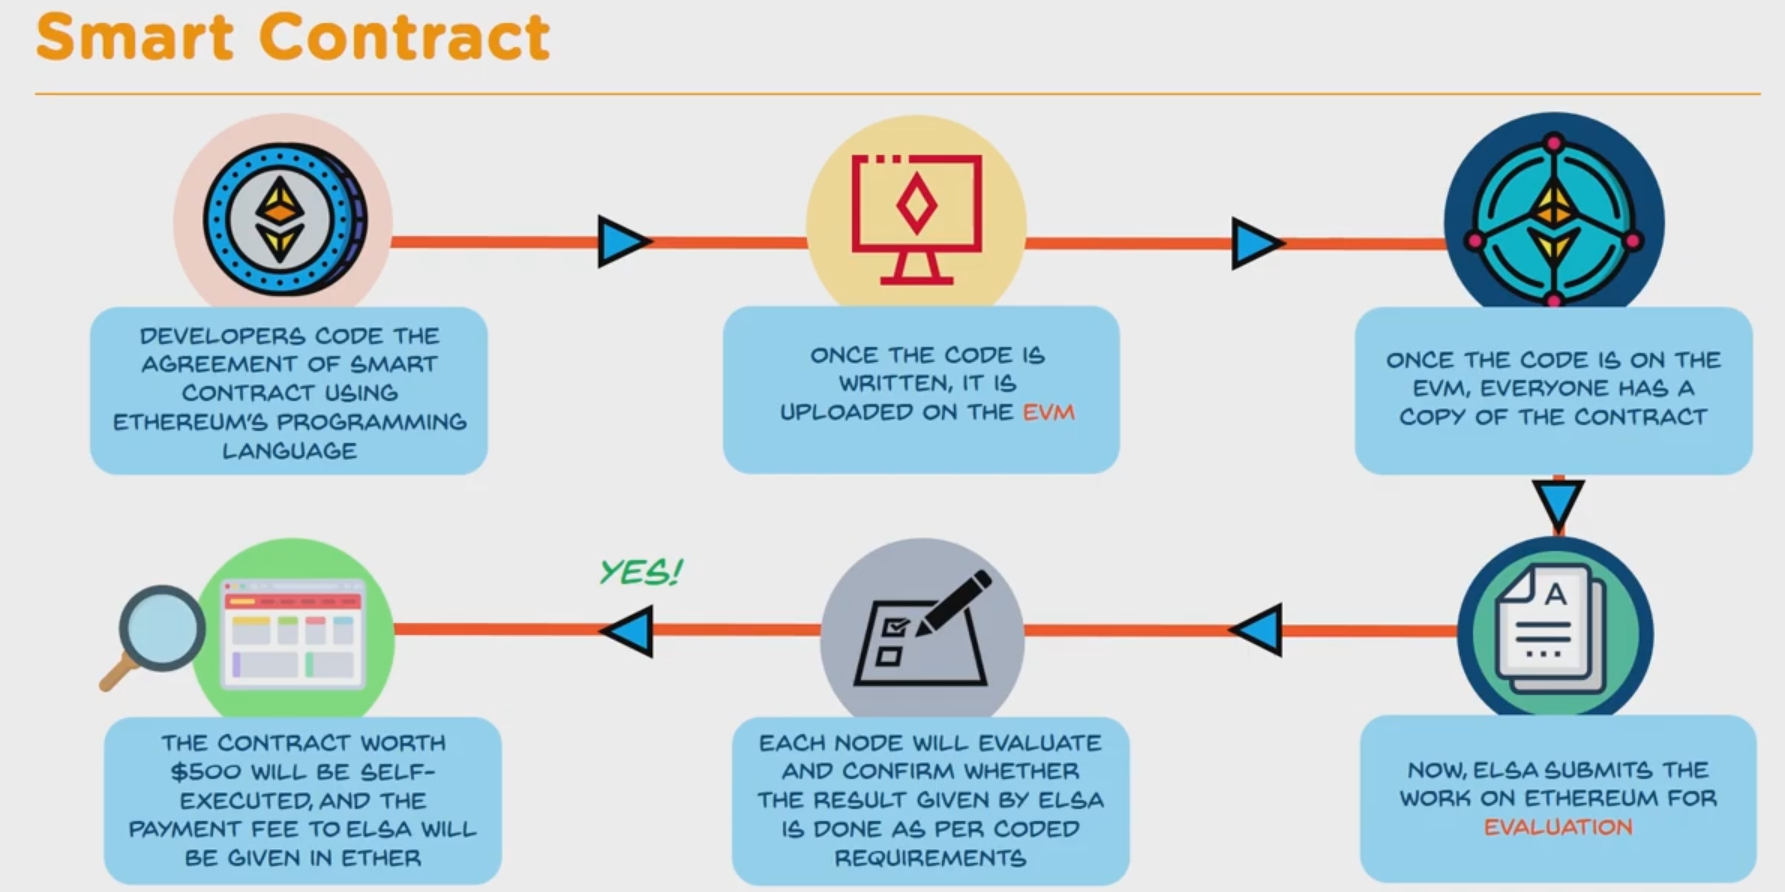 Smart Contract
DEVELOPERS CODE THE
AGREEMENT OF SMART
CONTRACT USING
ETHEREUM'S PROGRAMMING
LANGUAGE
ONCE THE CODE IS
WRITTEN, IT IS
UPLOADED ON THE EVM
ONCE THE CODE IS ON THE
EVM, EVERYONE HAS A
COPY OF THE CONTRACT
A
NOW, ELSA SUBMITS THE
WORK ON ETHEREUM FOR
EVALUATION
EACH NODE WILL EVALUATE
AND CONFIRM WHETHER
THE RESULT GIVEN BY ELSA
IS DONE AS PER CODED
REQUIREMENTS
YES!
THE CONTRACT WORTH
$500 WILL BE SELF-
EXECUTED, AND THE
PAYMENT FEE TO ELSA WILL
BE GIVEN IN ETHER